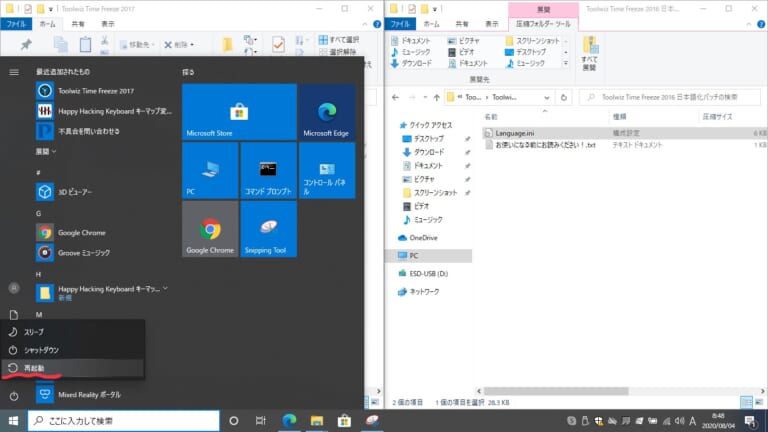 Toolwiz Time Freeze 2017
ファイル
ホーム
共有
表示
移動先
削除
すべて選択
選択解除
最近追加されたもの
Toolwiz Time Freeze 2017
Happy Hacking Keyboard キーマップ変...
不具合を問い合わせる
展開
#
3D ビューアー
G
Google Chrome
Groove ミュージック
H
Happy Hacking Keyboard キーマッ...
新規
M
スリープ
シャットダウン
再起動
Mixed Reality ポータル
探る
Microsoft Store
Microsoft Edge
PC
コマンド プロンプト
コントロール パネル
Google Chrome
Snipping Tool
ここに入力して検索
展開
Toolwiz Time Freeze 2016 日本語化パッチ
ファイル
ホーム
共有
表示
圧縮フォルダー ツール
ドキュメント
ピクチャ
スクリーンショット
ミュージック
ビデオ
デスクトップ
ダウンロード
ドキュメント
ピクチャ
展開先
すべて
展開
Too...
Toolwi...
Toolwiz Time Freeze 2016 日本語化パッチの検索
名前
種類
圧縮サイズ
クイック アクセス
デスクトップ
ダウンロード
ドキュメント
ピクチャ
スクリーンショット
ビデオ
ミュージック
OneDrive
PC
ESD-USB (D:)
ネットワーク
Language.ini
構成設定
6 KB
お使いになる前にお読みください!.txt
テキスト ドキュメント
1 KB
2 個の項目
1 個の項目を選択 28.3 KB
A
8:48
2020/08/04